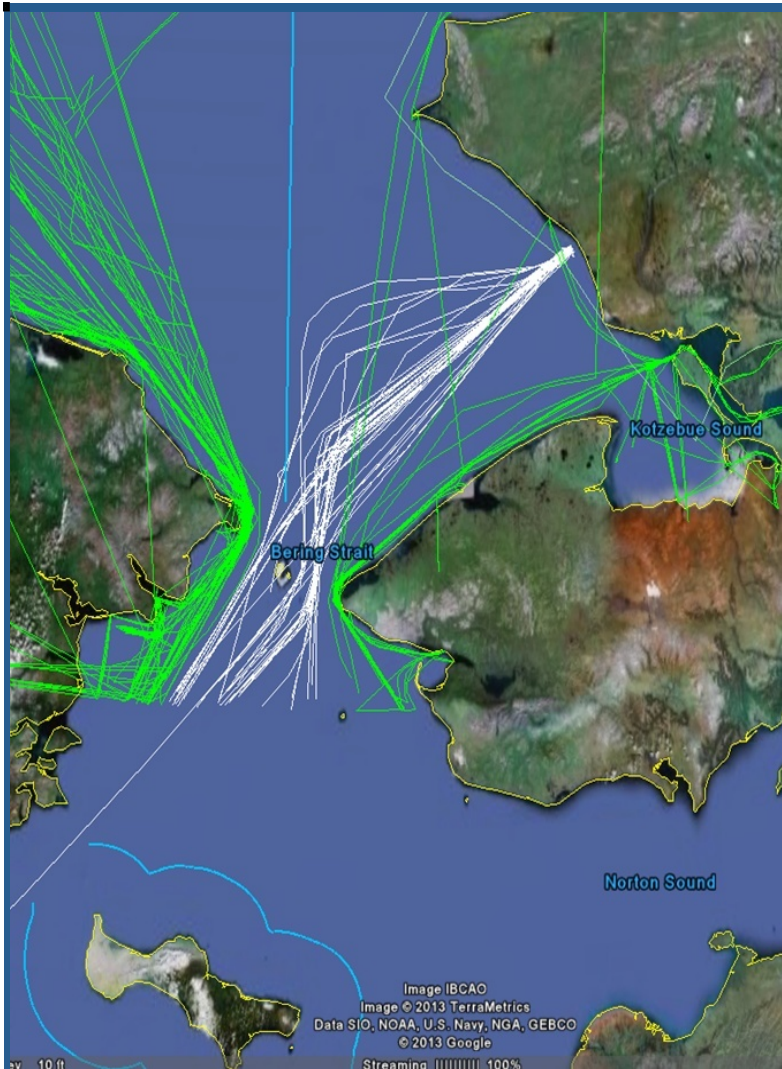 Kotzebue Sound
Bering Strait
Norton Sound
Image IBCAO
Image © 2013 TerraMetrics
Data SIO, NOAA, U.S. Navy, NGA, GEBCO
© 2013 Google
10 ft
Streaming ||||||||| 100%